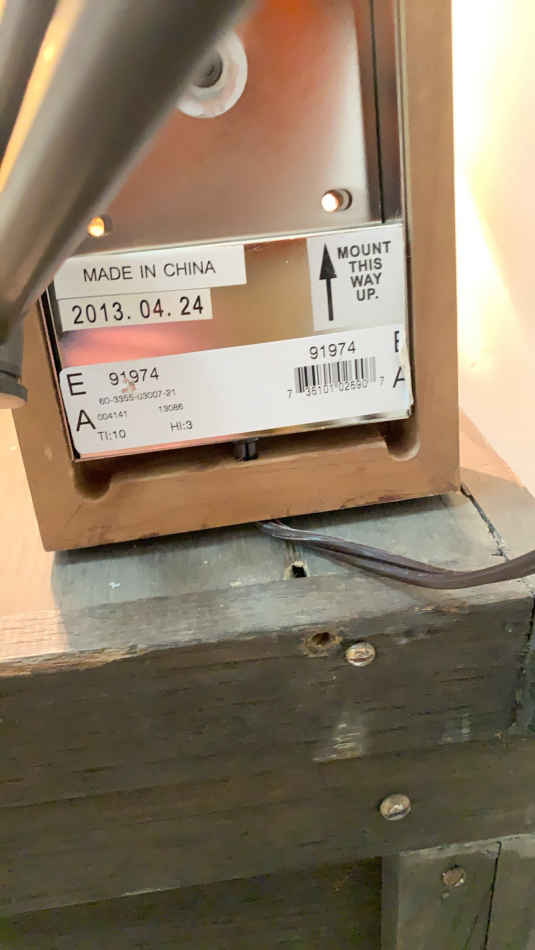 MADE IN CHINA
2013.04.24
MOUNT
THIS
WAY
UP.
E
A
91974
60-3355-03007-21
004141 13086
TI:10 HI:3
91974
7 36101 02690 7
A